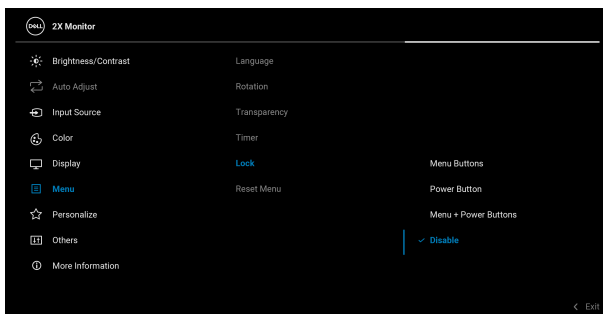 DELL 2X Monitor
Brightness/Contrast Language
Auto Adjust Rotation
Input Source Transparency
Color Timer
Display Lock Menu Buttons
Menu Reset Menu Power Button
Personalize Menu + Power Buttons
Others Disable
More Information
Exit